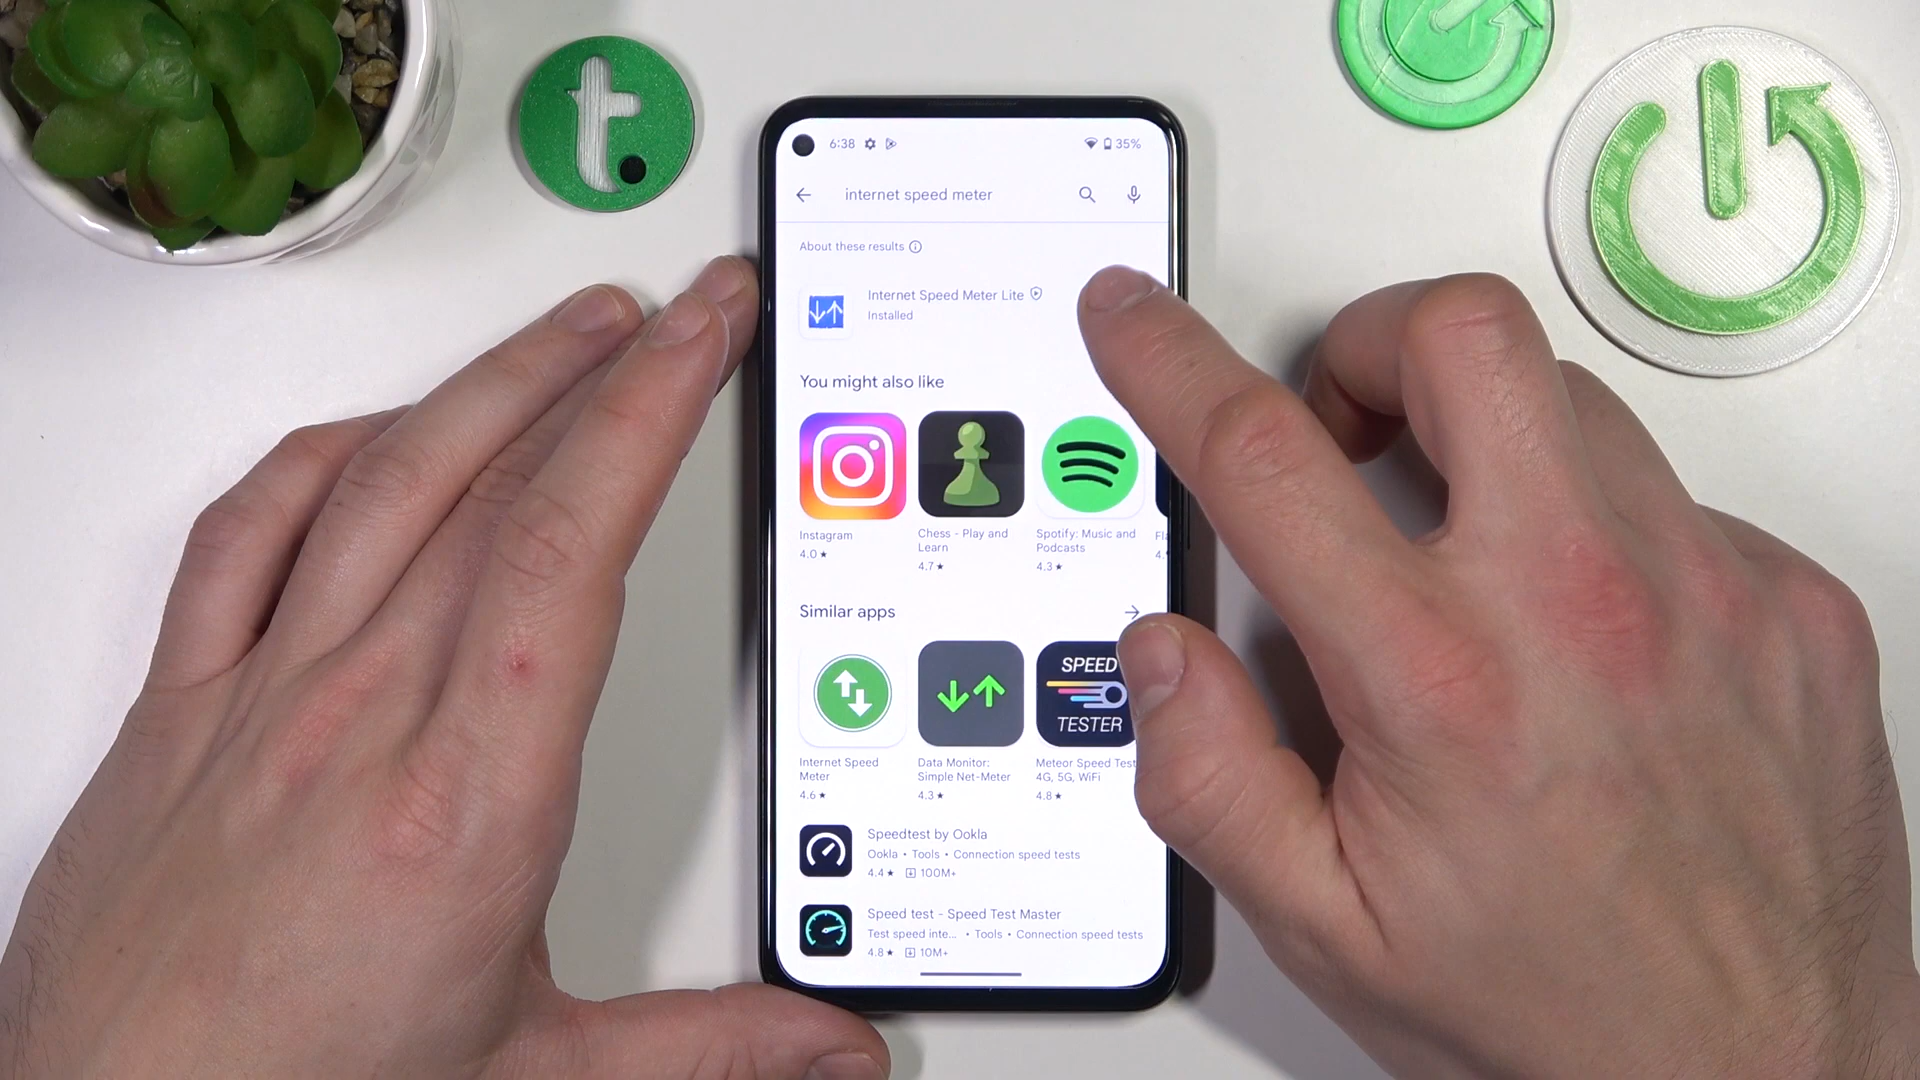 t.
6:38
35%
internet speed meter
About these results
Internet Speed Meter Lite
Installed
You might also like
Instagram
4.0 ★
Chess - Play and
Learn
4.7 ★
Spotify: Music and
Podcasts
4.3 ★
Similar apps
SPEED
TESTER
Internet Speed
Meter
4.6 ★
Data Monitor:
Simple Net-Meter
4.3 ★
Meteor Speed Test
4G, 5G, WiFi
4.8 ★
Speedtest by Ookla
Ookla • Tools • Connection speed tests
4.4 ★ 100M+
Speed test - Speed Test Master
Test speed inte... • Tools • Connection speed tests
4.8 ★ 10M+